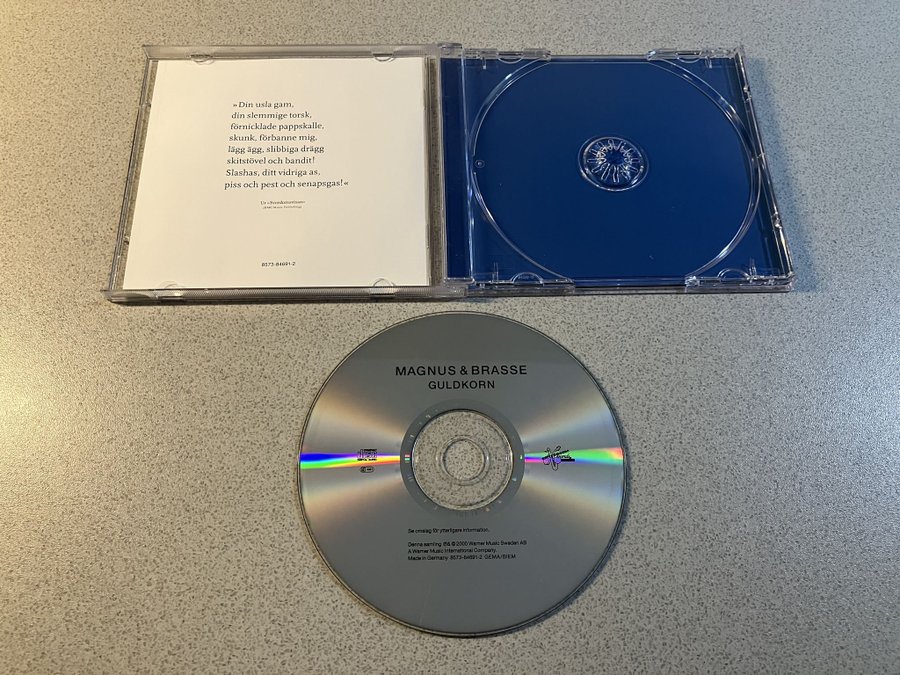 »Din usla gam,
din slemmige torsk,
förnicklade pappskalle,
skunk, förbanne mig,
lägg ägg, slibbiga drägg
skitstövel och bandit!
Slashas, ditt vidriga as,
piss och pest och senapsgas!«
Ur »Svordomsvisan«
8573-84691-2
MAGNUS & BRASSE
GULDKORN
Se omslag för ytterligare information.
Denna samling ℗& © 2000 Warner Music Sweden AB
A Warner Music International Company.
Made in Germany 8573-84691-2 GEMA/BIEM